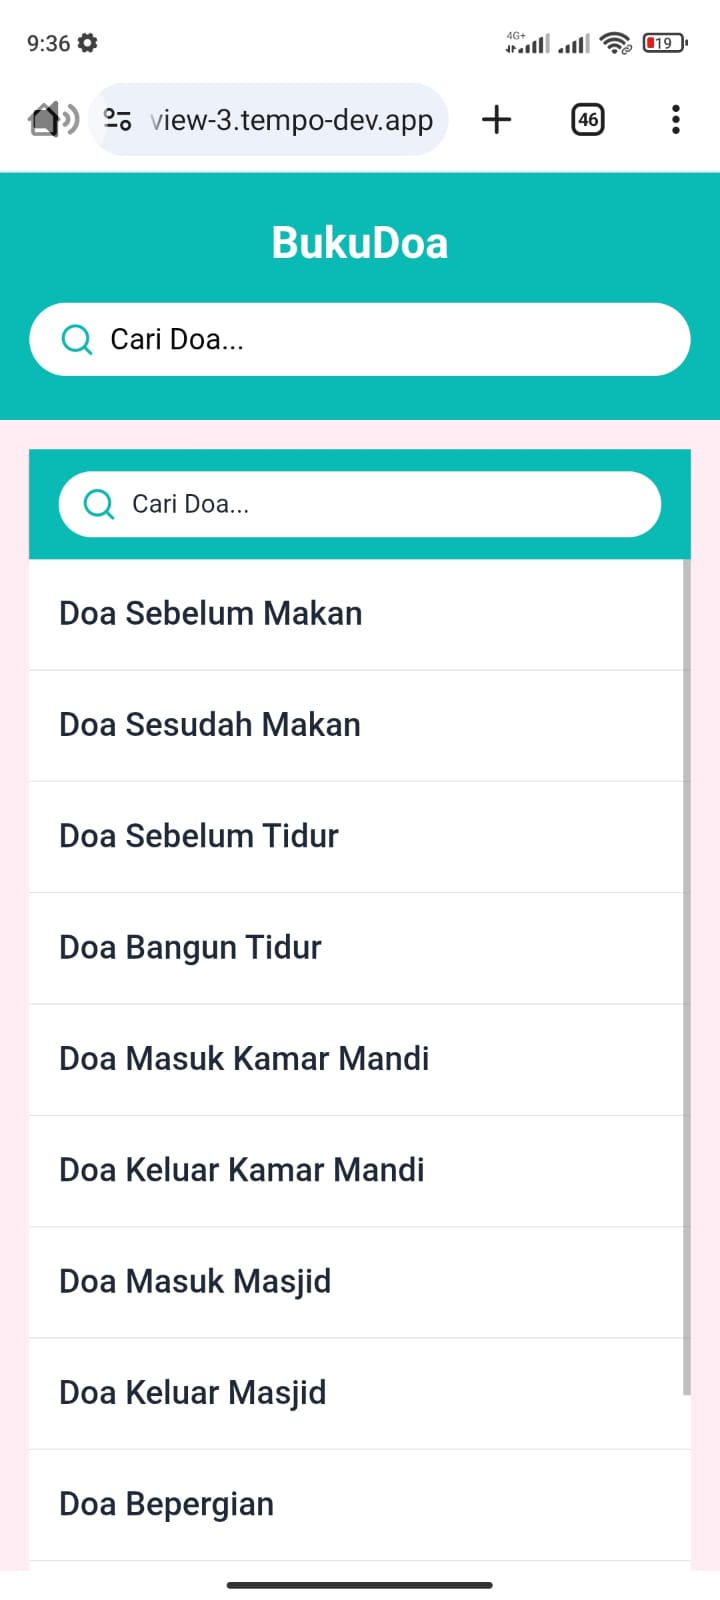 9:36
4G+
19
view-3.tempo-dev.app
46
BukuDoa
Cari Doa...
Cari Doa...
Doa Sebelum Makan
Doa Sesudah Makan
Doa Sebelum Tidur
Doa Bangun Tidur
Doa Masuk Kamar Mandi
Doa Keluar Kamar Mandi
Doa Masuk Masjid
Doa Keluar Masjid
Doa Bepergian